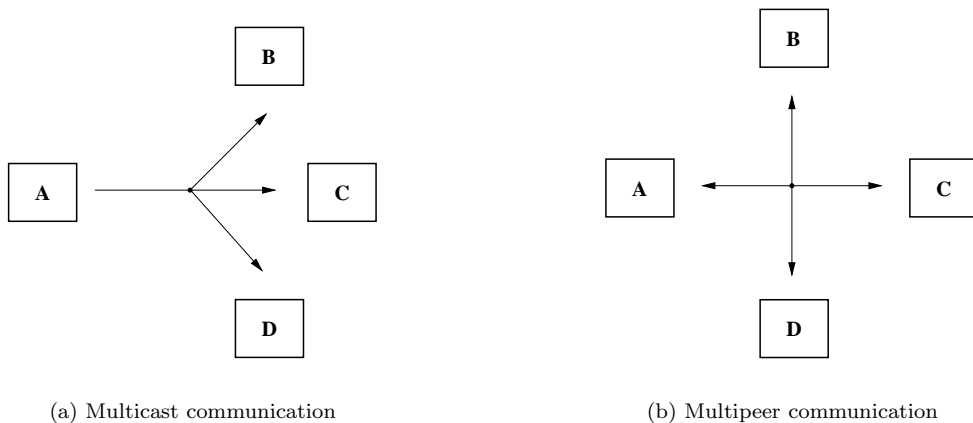 B
A
C
D
(a) Multicast communication
B
A
C
D
(b) Multipeer communication